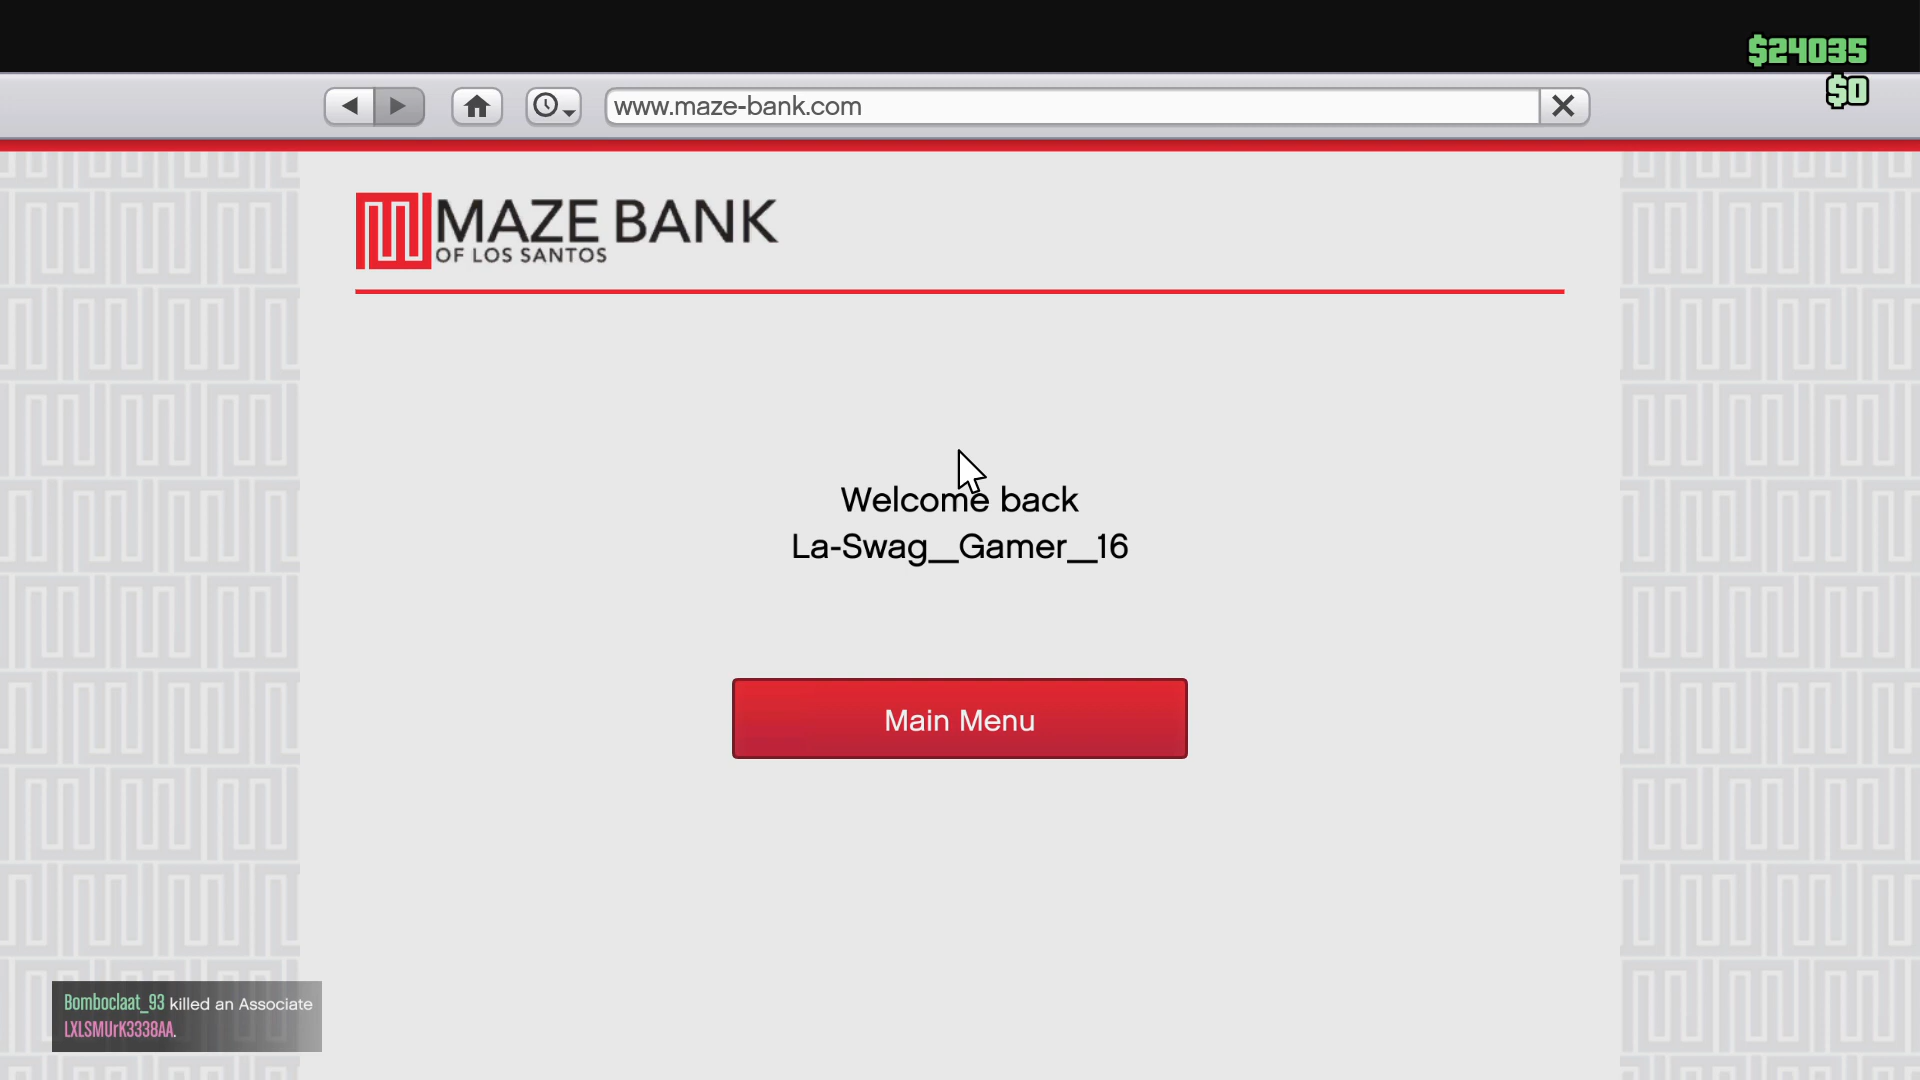 $24035
$0
www.maze-bank.com
MAZE BANK
OF LOS SANTOS
Welcome back
La-Swag__Gamer__16
Main Menu
Bomboclaat_93 killed an Associate
LXLSMUrK3338AA.